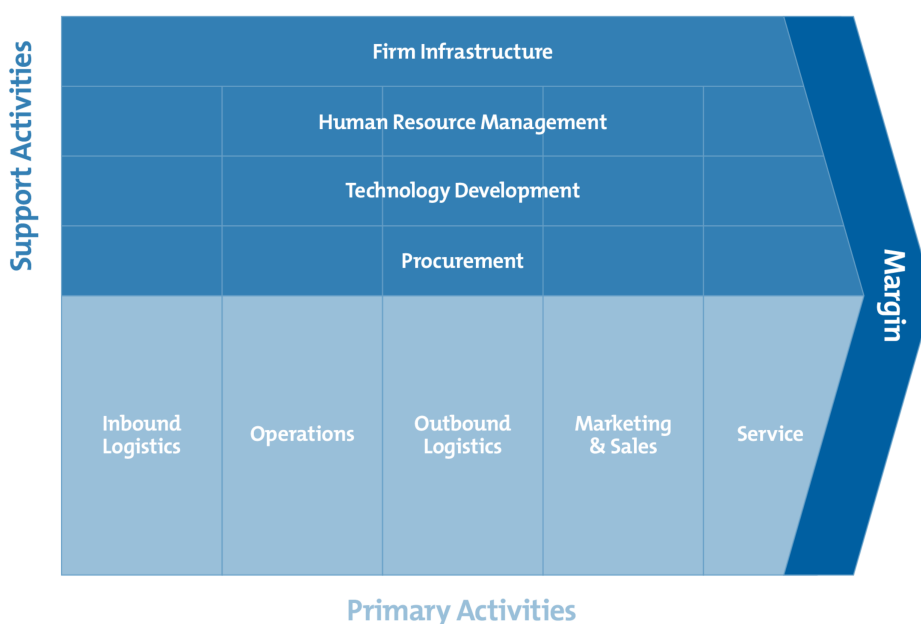 Support Activities
Firm Infrastructure
Human Resource Management
Technology Development
Procurement
Margin
Inbound
Logistics
Operations
Outbound
Logistics
Marketing
& Sales
Service
Primary Activities